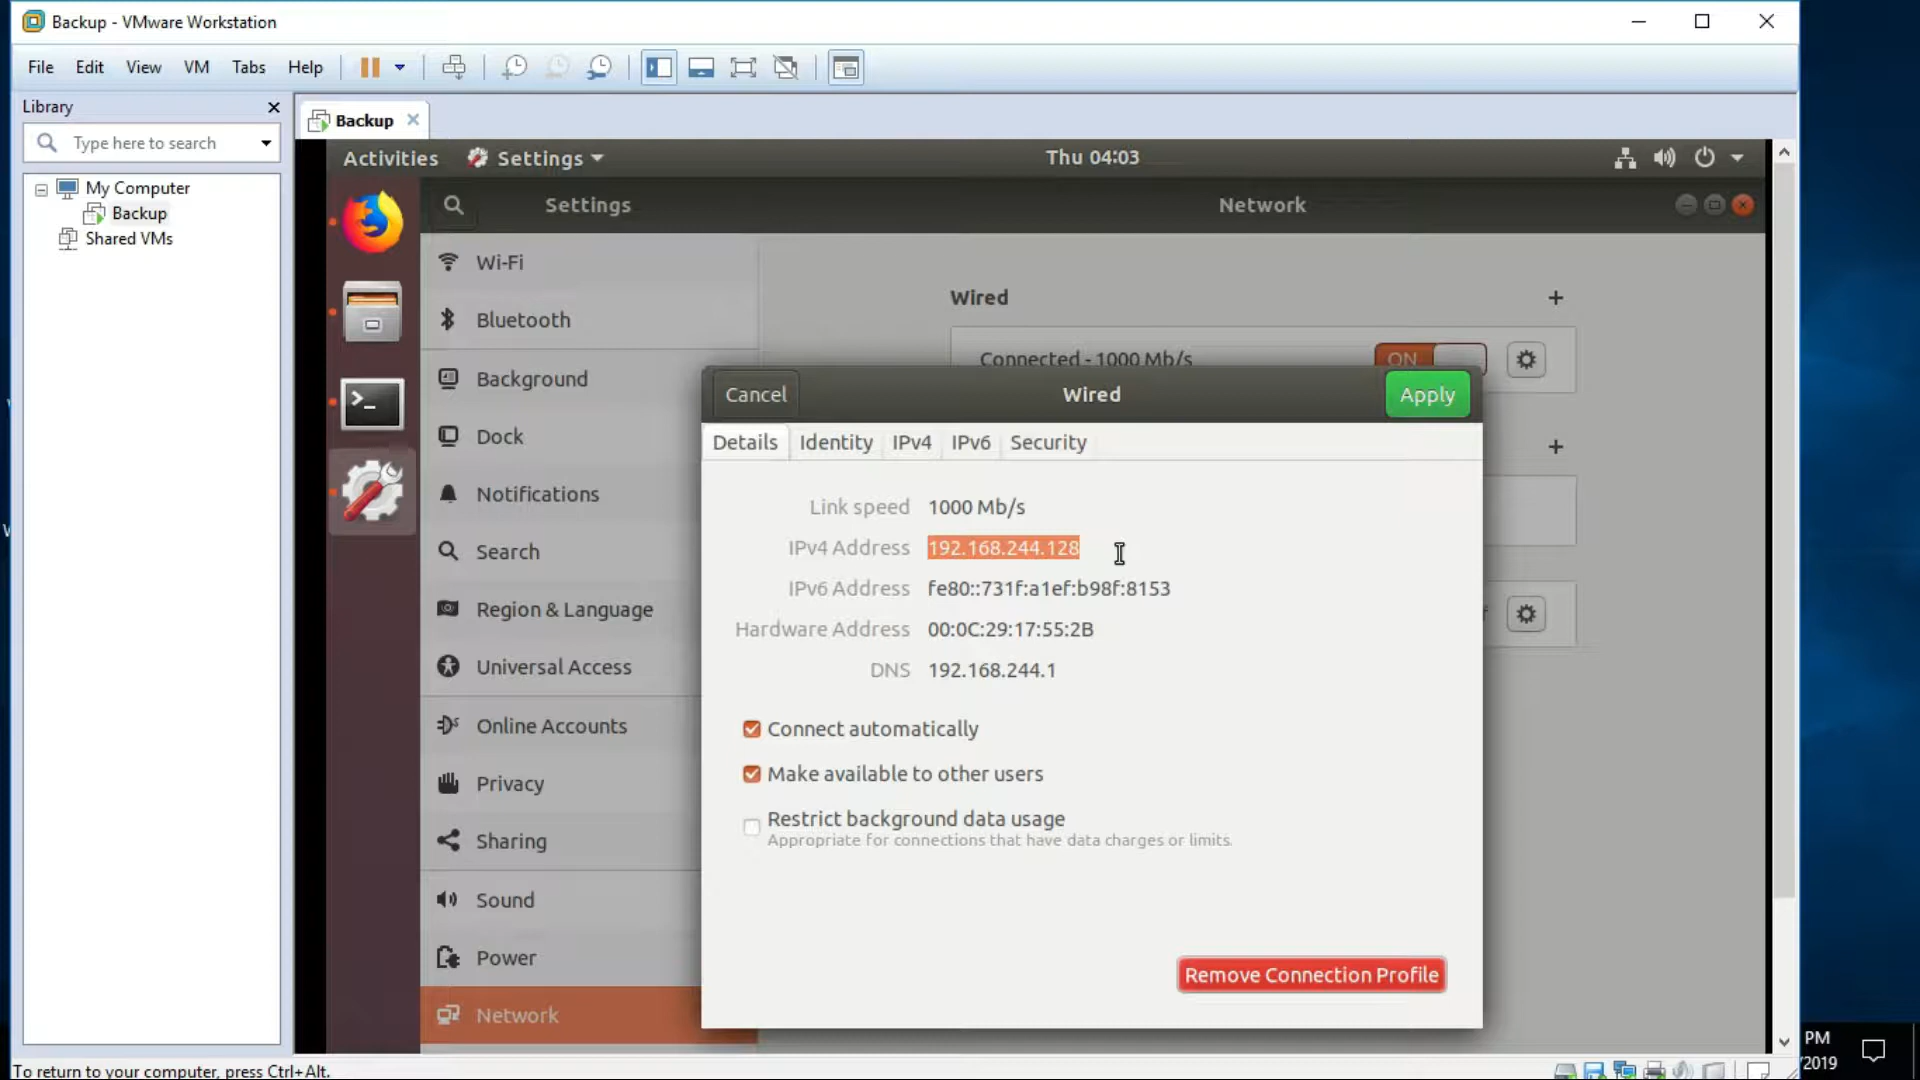 Backup - VMware Workstation
File Edit View VM Tabs Help
Library
Type here to search
My Computer
Backup
Shared VMs
Backup
Activities Settings Thu 04:03
Settings Network
Wi-Fi
Bluetooth
Background
Dock
Notifications
Search
Region & Language
Universal Access
Online Accounts
Privacy
Sharing
Sound
Power
Network
Wired
Connected - 1000 Mb/s ON
Cancel Wired Apply
Details Identity IPv4 IPv6 Security
Link speed 1000 Mb/s
IPv4 Address 192.168.244.128
IPv6 Address fe80::731f:a1ef:b98f:8153
Hardware Address 00:0C:29:17:55:2B
DNS 192.168.244.1
Connect automatically
Make available to other users
Restrict background data usage
Appropriate for connections that have data charges or limits.
Remove Connection Profile
To return to your computer, press Ctrl+Alt.
PM
/2019